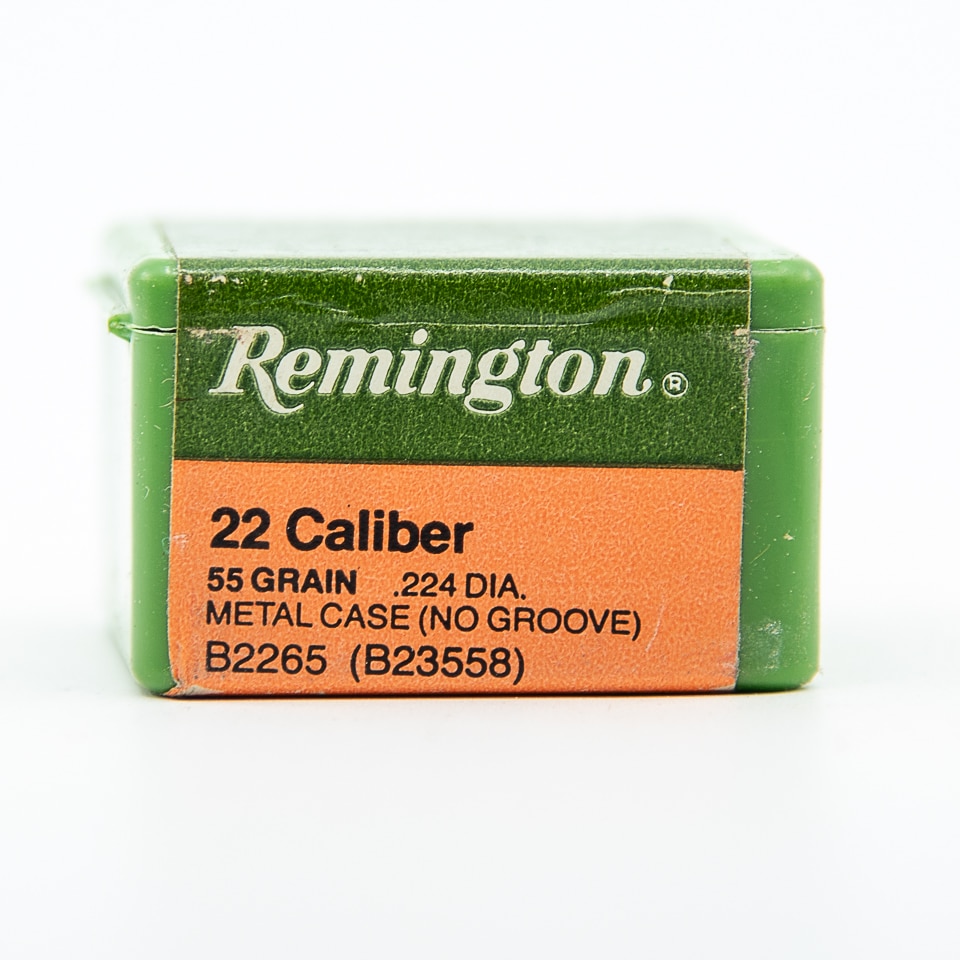 Remington®
22 Caliber
55 GRAIN .224 DIA.
METAL CASE (NO GROOVE)
B2265 (B23558)